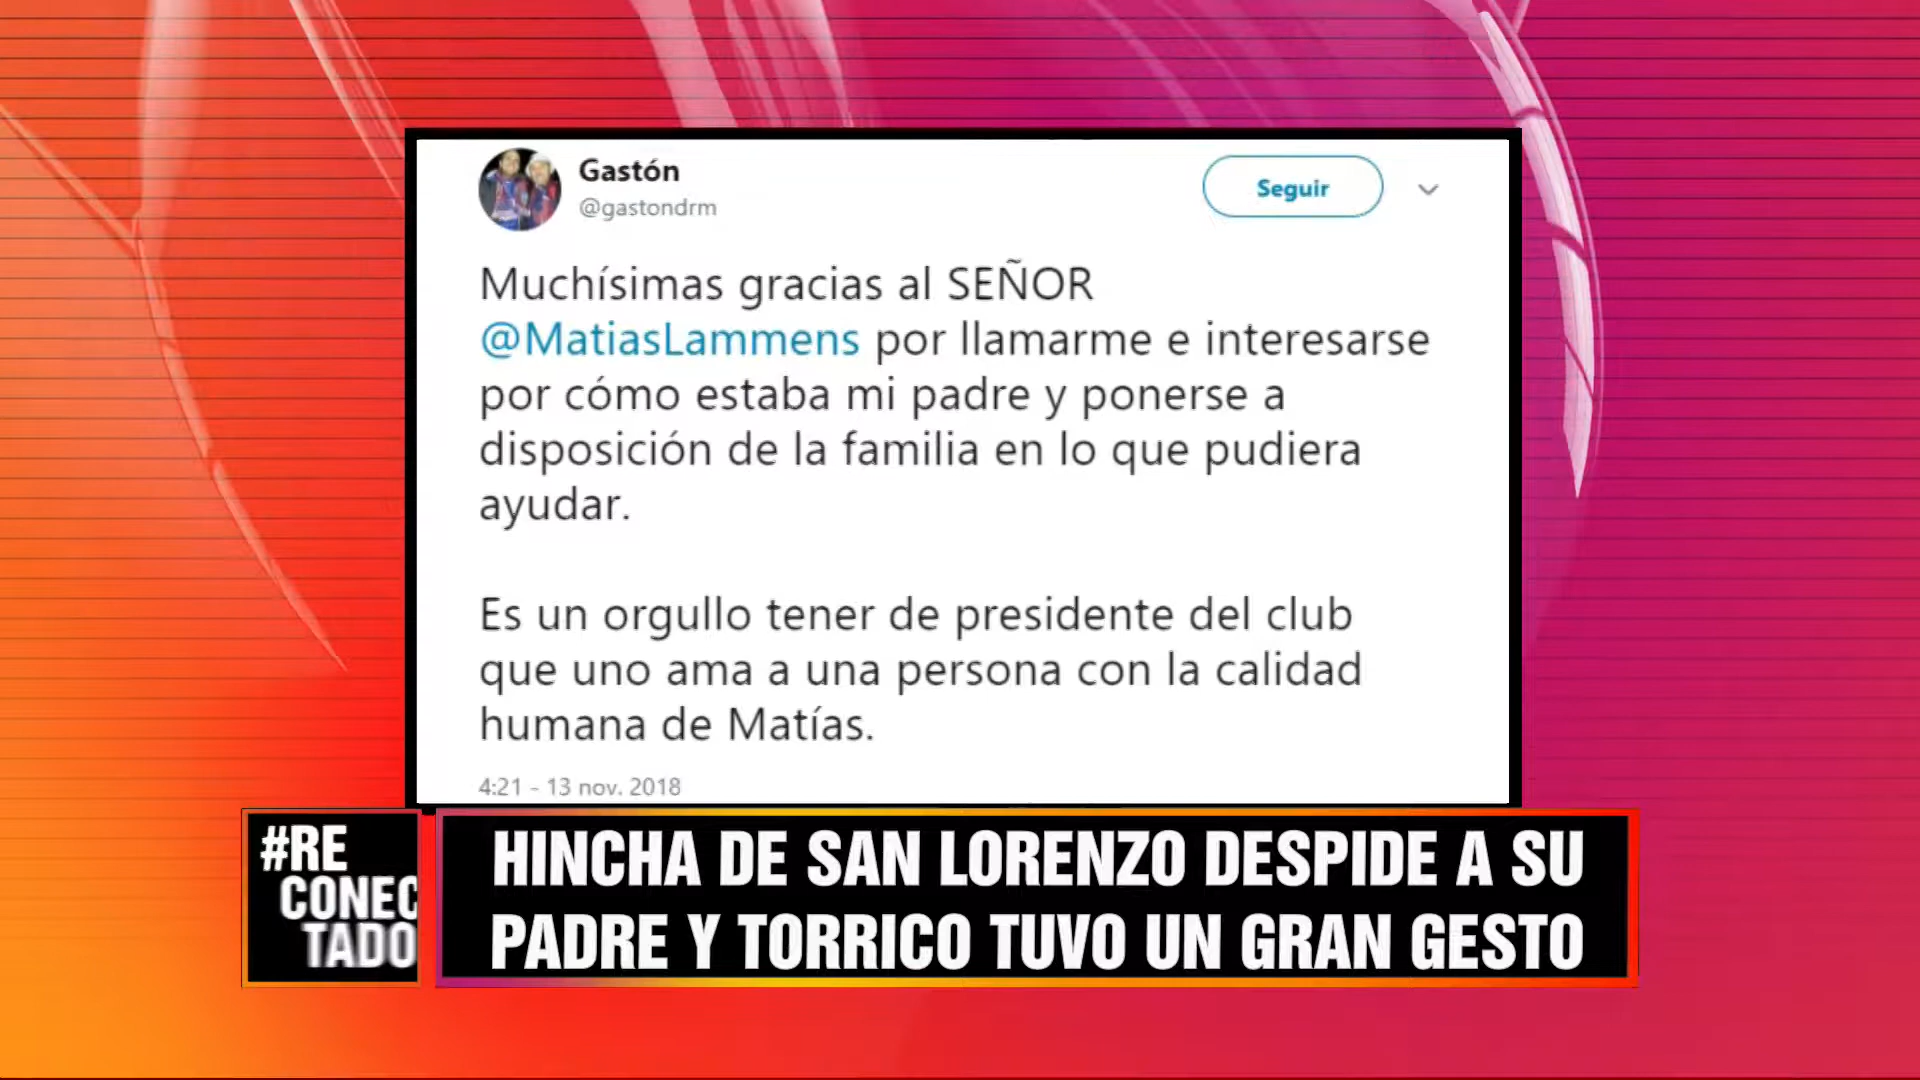 Gastón
@gastondrm
Seguir
Muchísimas gracias al SEÑOR
@MatiasLammens por llamarme e interesarse
por cómo estaba mi padre y ponerse a
disposición de la familia en lo que pudiera
ayudar.
Es un orgullo tener de presidente del club
que uno ama a una persona con la calidad
humana de Matías.
4:21 - 13 nov. 2018
#RE
CONEC
TADO
HINCHA DE SAN LORENZO DESPIDE A SU
PADRE Y TORRICO TUVO UN GRAN GESTO